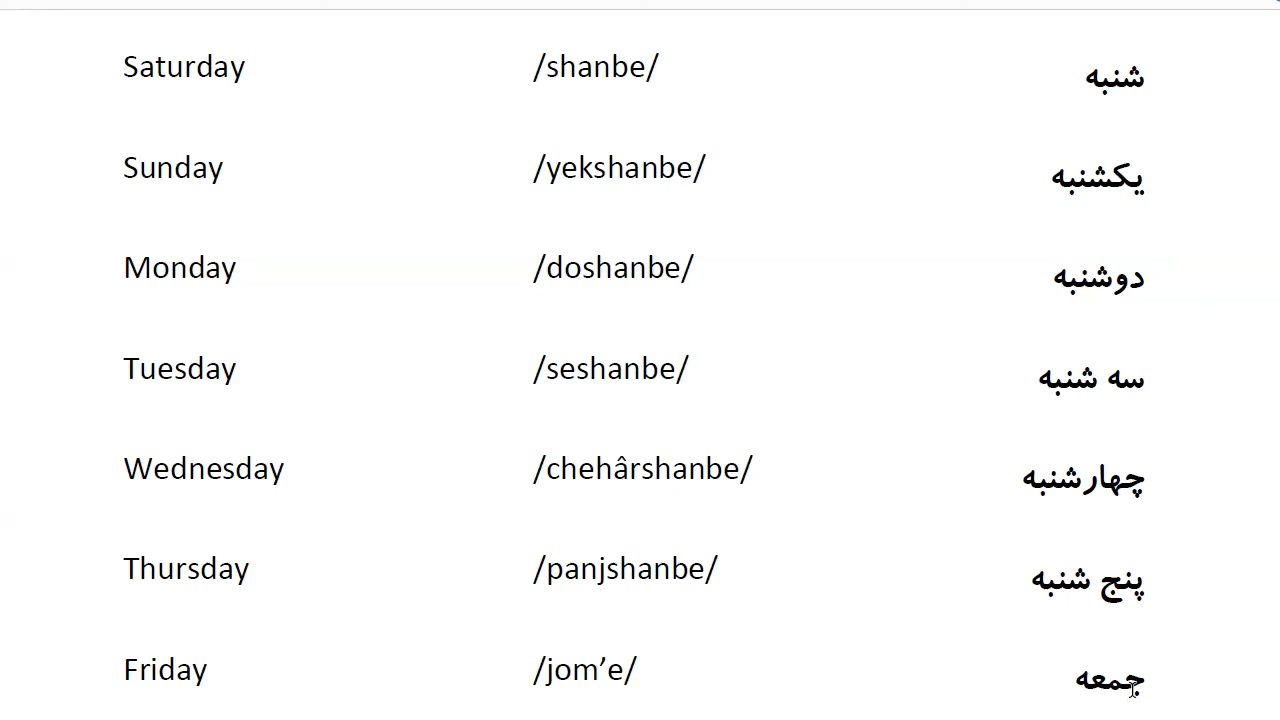 Saturday /shanbe/ شنبه
Sunday /yekshanbe/ یکشنبه
Monday /doshanbe/ دوشنبه
Tuesday /seshanbe/ سه شنبه
Wednesday /chehârshanbe/ چهارشنبه
Thursday /panjshanbe/ پنج شنبه
Friday /jom’e/ جمعه